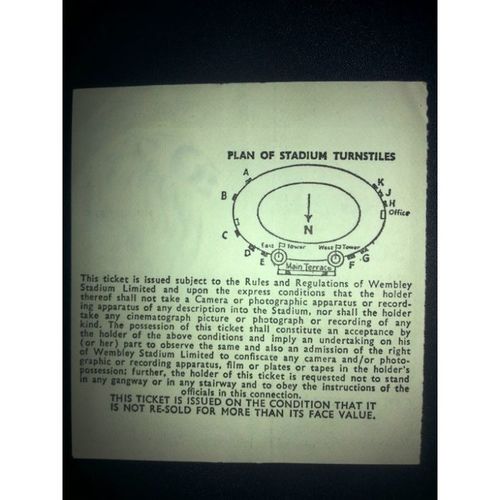 PLAN OF STADIUM TURNSTILES
A
B
C
D
E
K
J
H
Office
G
F
N
East Tower
West Tower
Main Terrace
This ticket is issued subject to the Rules and Regulations of Wembley
Stadium Limited and upon the express conditions that the holder
thereof shall not take a Camera or photographic apparatus or record-
ing apparatus of any description into the Stadium, nor shall the holder
take any cinematograph picture or photograph or recording of any
kind. The possession of this ticket shall constitute an acceptance by
the holder of the above conditions and imply an undertaking on his
(or her) part to observe the same and also an admission of the right
of Wembley Stadium Limited to confiscate any camera and/or photo-
graphic or recording apparatus, film or plates or tapes in the holder's
possession; further, the holder of this ticket is requested not to stand
in any gangway or in any stairway and to obey the instructions of the
officials in this connection.
THIS TICKET IS ISSUED ON THE CONDITION THAT IT
IS NOT RE-SOLD FOR MORE THAN ITS FACE VALUE.